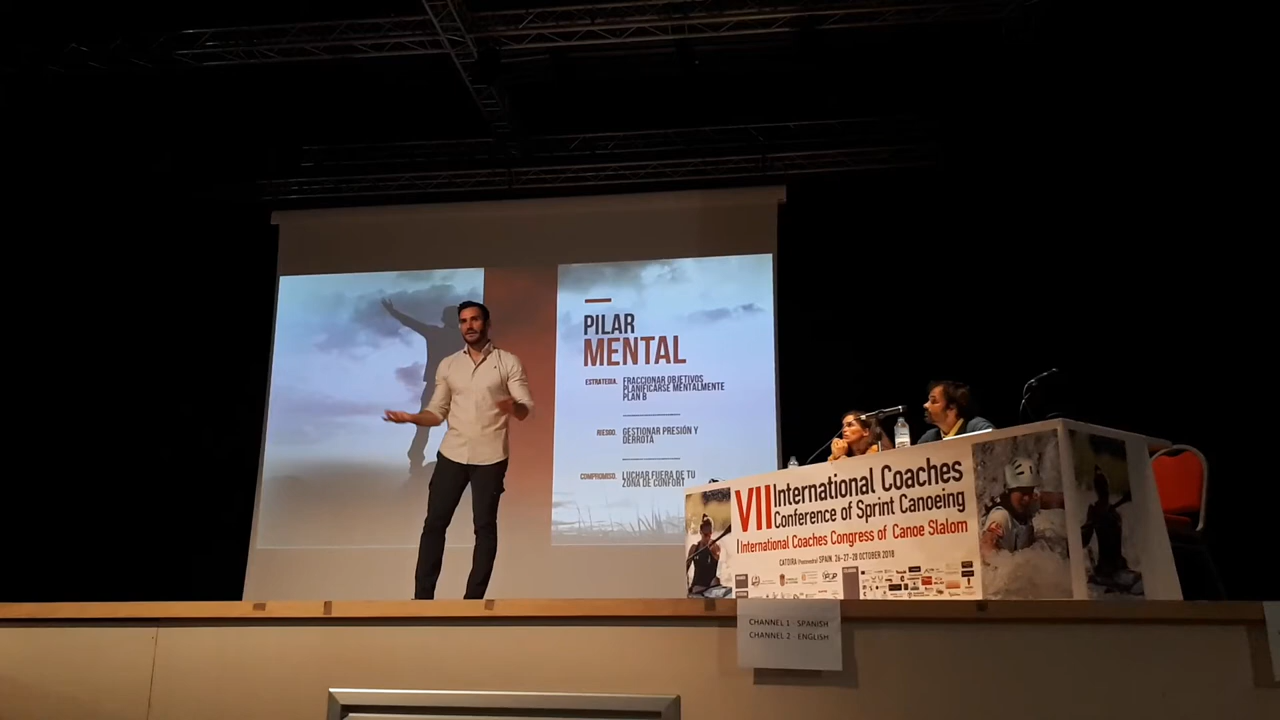 PILAR
MENTAL
ESTRATEGIA. FRACCIONAR OBJETIVOS
PLANIFICARSE MENTALMENTE
PLAN B
RIESGO. GESTIONAR PRESIÓN Y
DERROTA
COMPROMISO. LUCHAR FUERA DE TU
ZONA DE CONFORT
VII International Coaches
Conference of Sprint Canoeing
I International Coaches Congress of Canoe Slalom
CATOIRA (Pontevedra) SPAIN. 26-27-28 OCTOBER 2018
CHANNEL 1 - SPANISH
CHANNEL 2 - ENGLISH